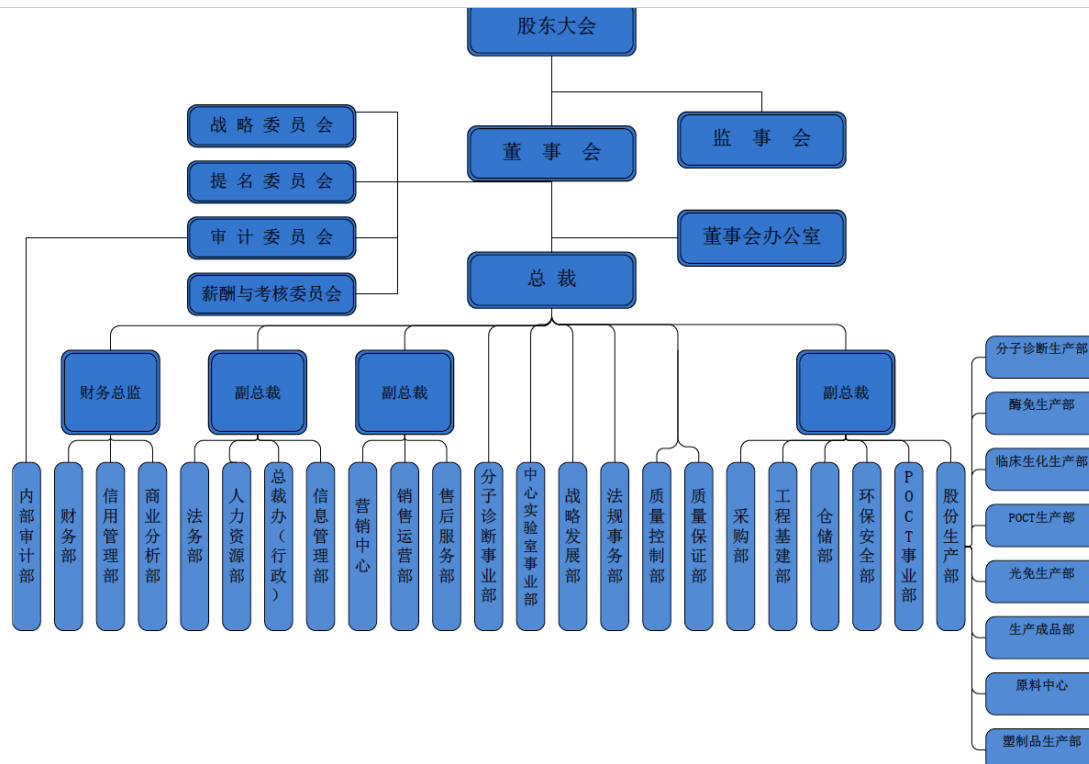 股东大会
战略委员会
董事会
监事会
提名委员会
审计委员会
董事会办公室
总裁
薪酬与考核委员会
财务总监
副总裁
副总裁
副总裁
内部审计部
财务部
信用管理部
商业分析部
法务部
人力资源部
总裁办（行政）
信息管理部
营销中心
销售运营部
售后服务部
分子诊断事业部
中心实验室事业部
战略发展部
法规事务部
质量控制部
质量保证部
采购部
工程基建部
仓储部
环保安全部
POCT事业部
股份生产部
分子诊断生产部
酶免生产部
临床生化生产部
POCT生产部
光免生产部
生产成品部
原料中心
塑制品生产部